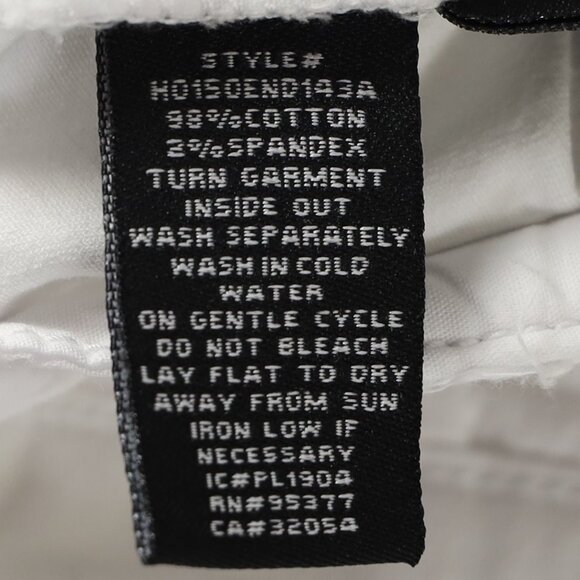 STYLE#
H0150END143A
98%COTTON
2%SPANDEX
TURN GARMENT
INSIDE OUT
WASH SEPARATELY
WASH IN COLD
WATER
ON GENTLE CYCLE
DO NOT BLEACH
LAY FLAT TO DRY
AWAY FROM SUN
IRON LOW IF
NECESSARY
IC#PL1904
RN#95377
CA#32054